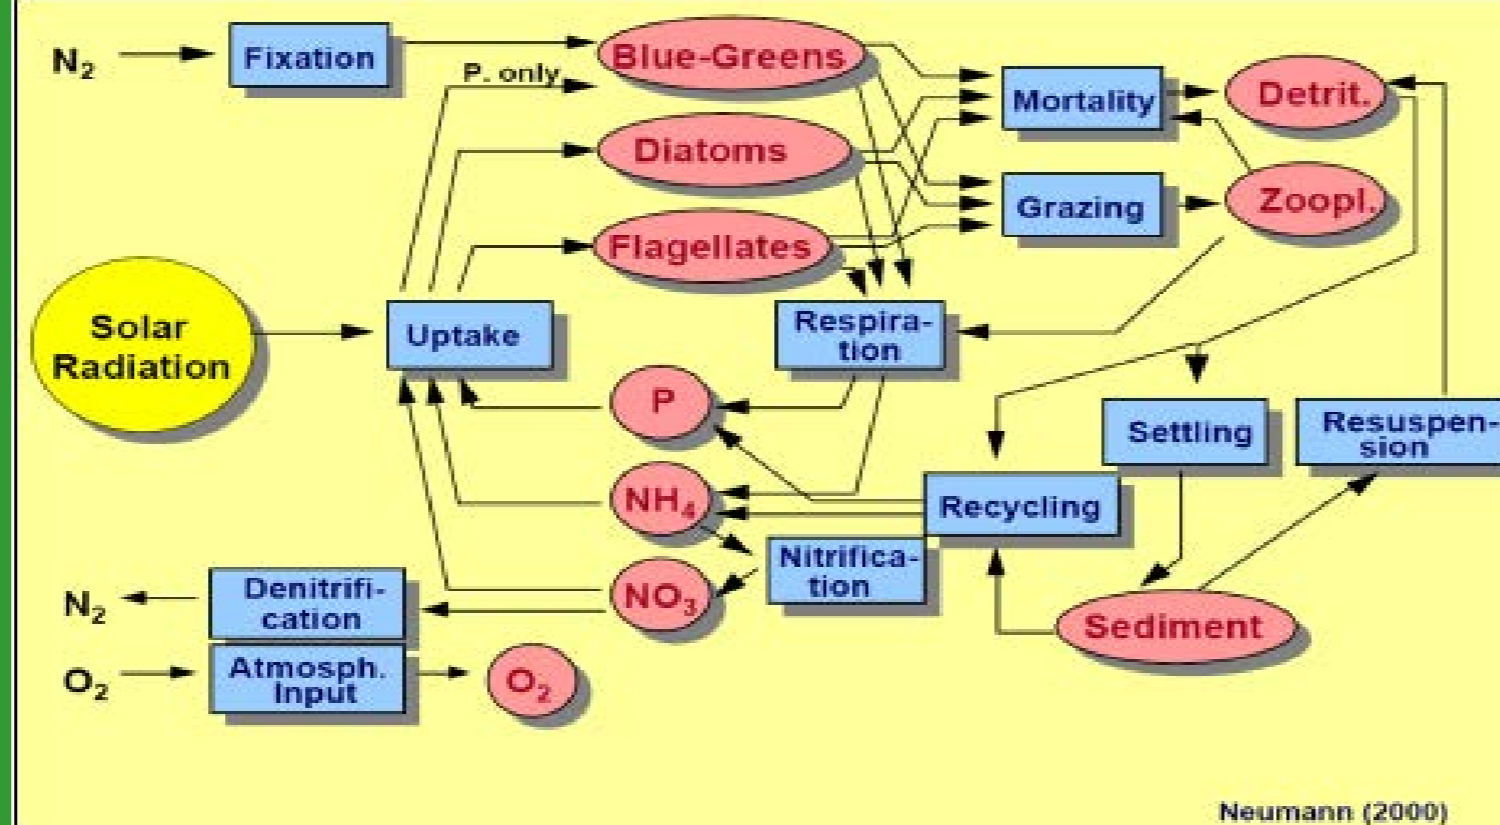 N2
Fixation
P. only
Blue-Greens
Diatoms
Flagellates
Mortality
Grazing
Detrit.
Zoopl.
Solar
Radiation
Uptake
Respira-
tion
P
NH4
NO3
Recycling
Nitrifica-
tion
Settling
Resuspen-
sion
Sediment
N2
Denitrifi-
cation
O2
Atmosph.
Input
O2
Neumann (2000)